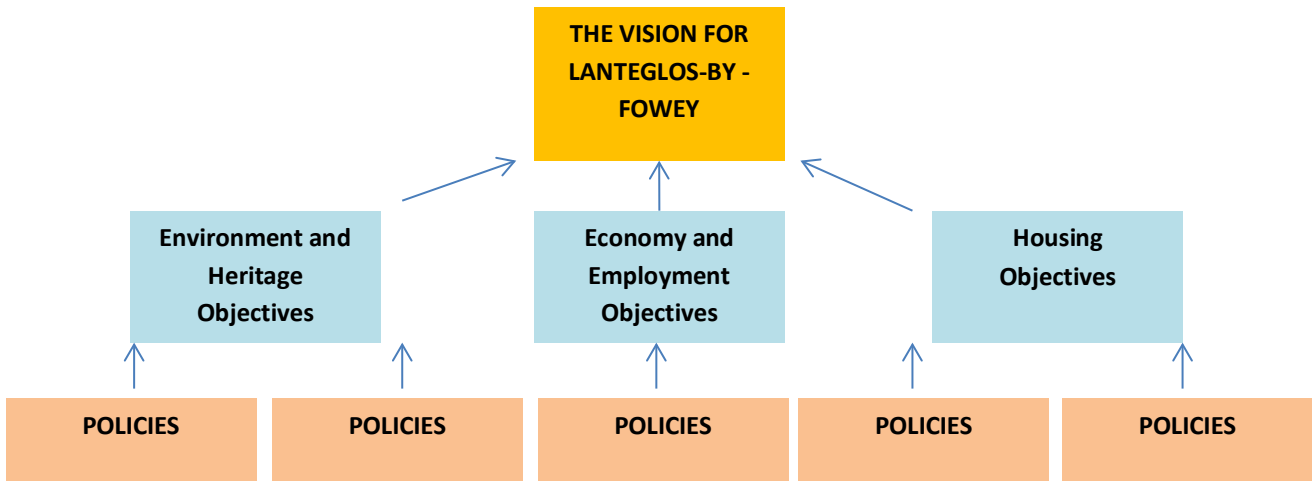 THE VISION FOR
LANTEGLOS-BY -
FOWEY
Environment and
Heritage
Objectives
Economy and
Employment
Objectives
Housing
Objectives
POLICIES
POLICIES
POLICIES
POLICIES
POLICIES